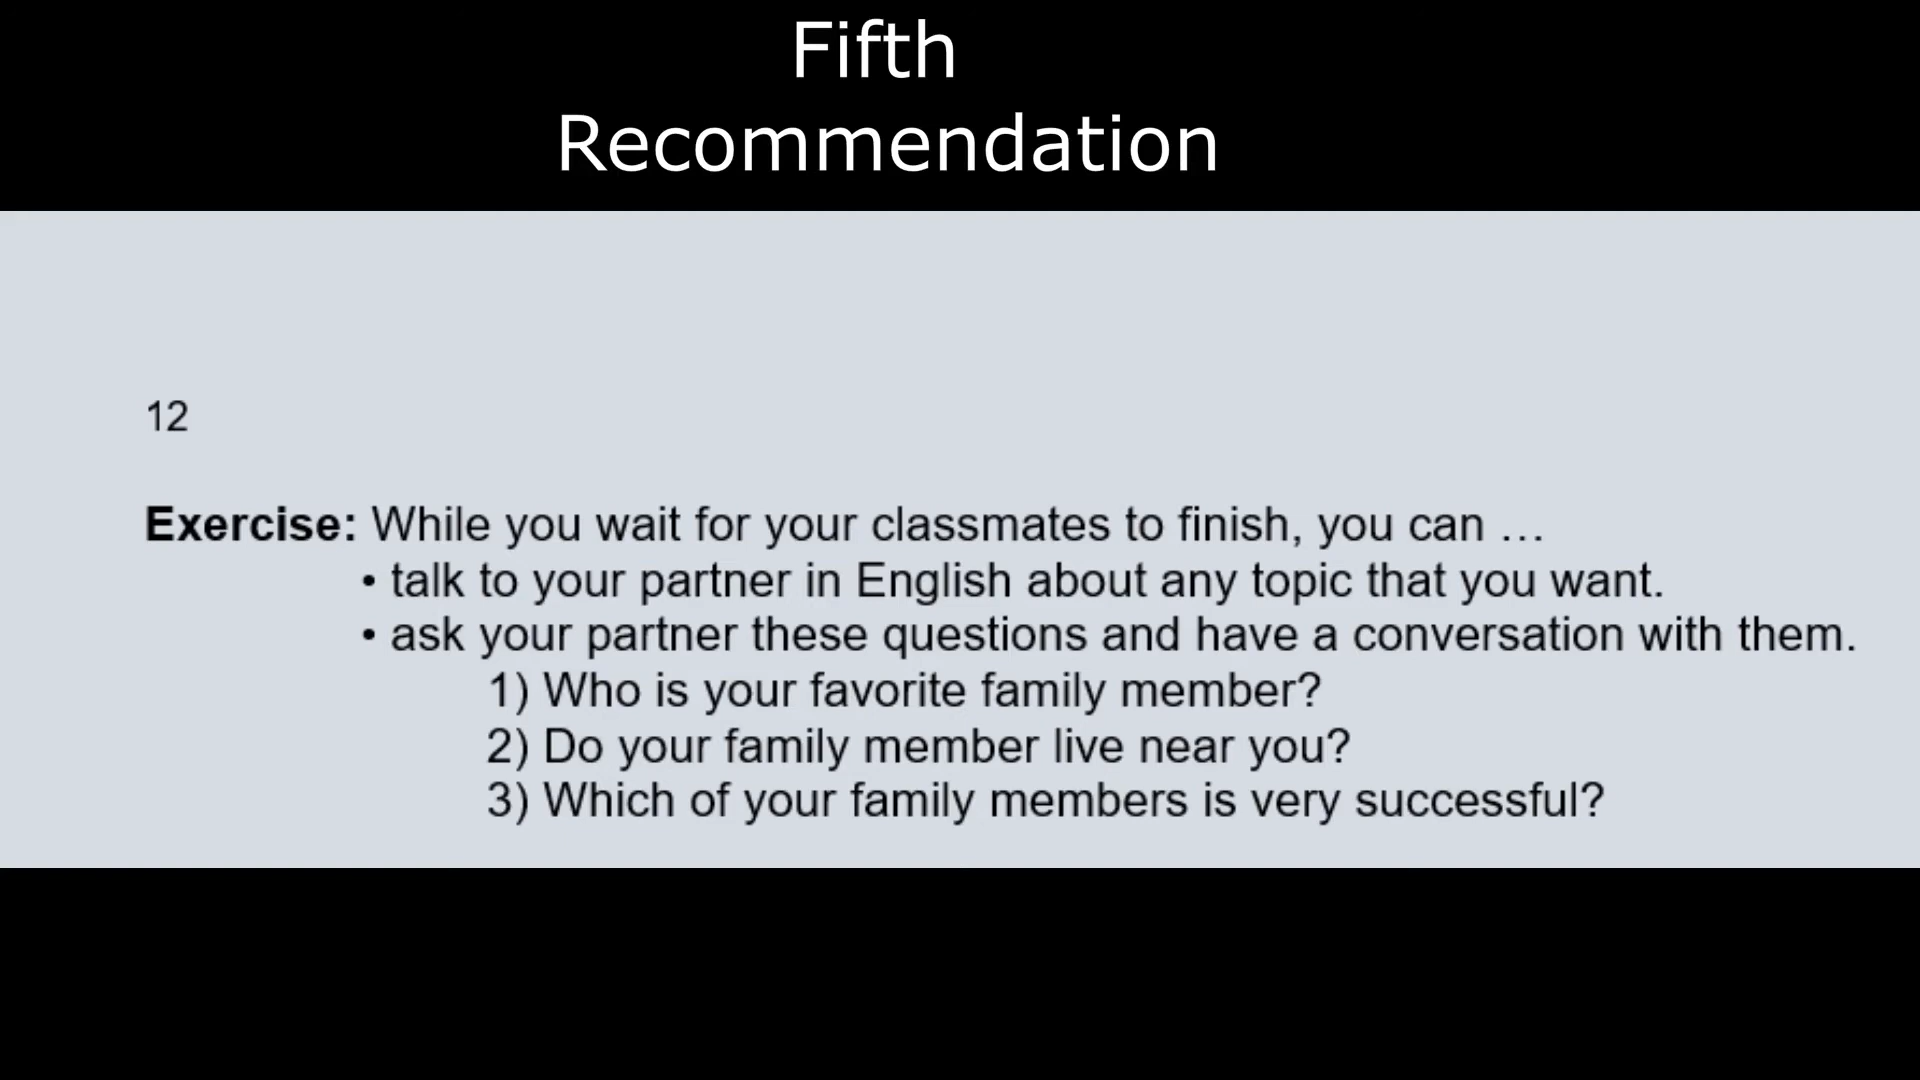 Fifth
Recommendation
12
Exercise: While you wait for your classmates to finish, you can …
• talk to your partner in English about any topic that you want.
• ask your partner these questions and have a conversation with them.
1) Who is your favorite family member?
2) Do your family member live near you?
3) Which of your family members is very successful?